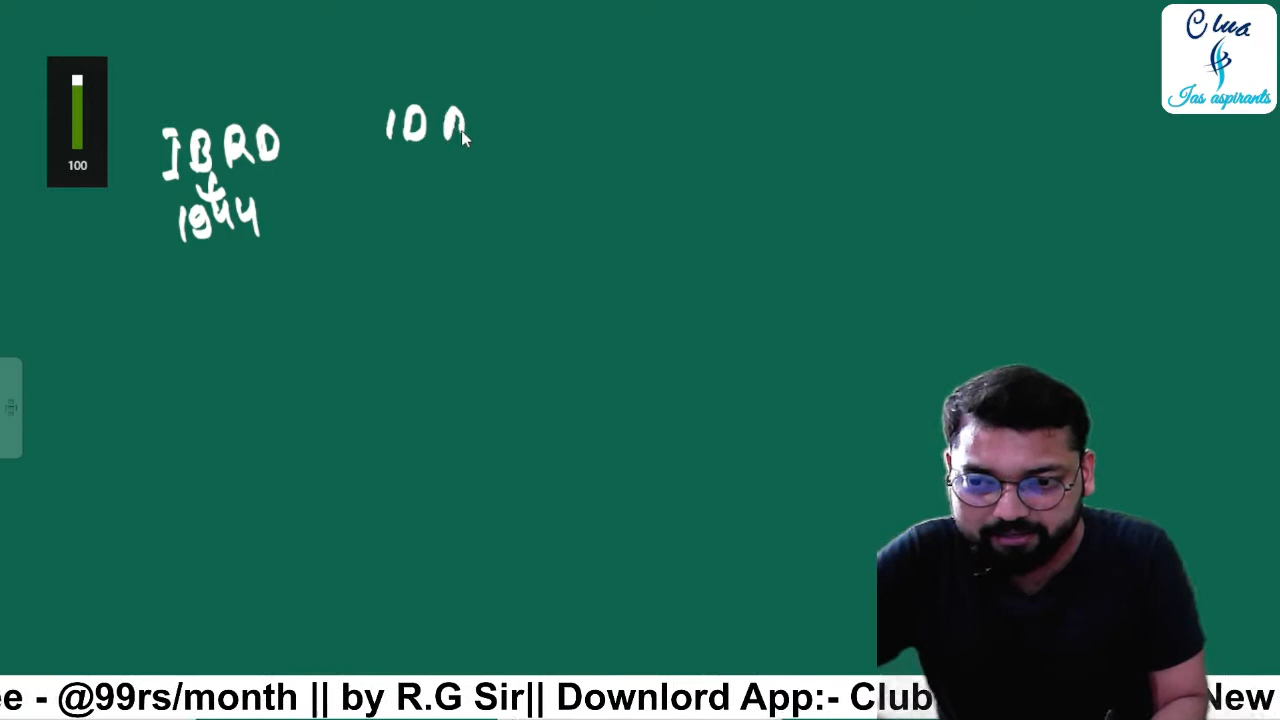 Clua
Ias aspirants
100
IBRD
1944
IDA
ee - @99rs/month || by R.G Sir|| Downlord App:- Club
New